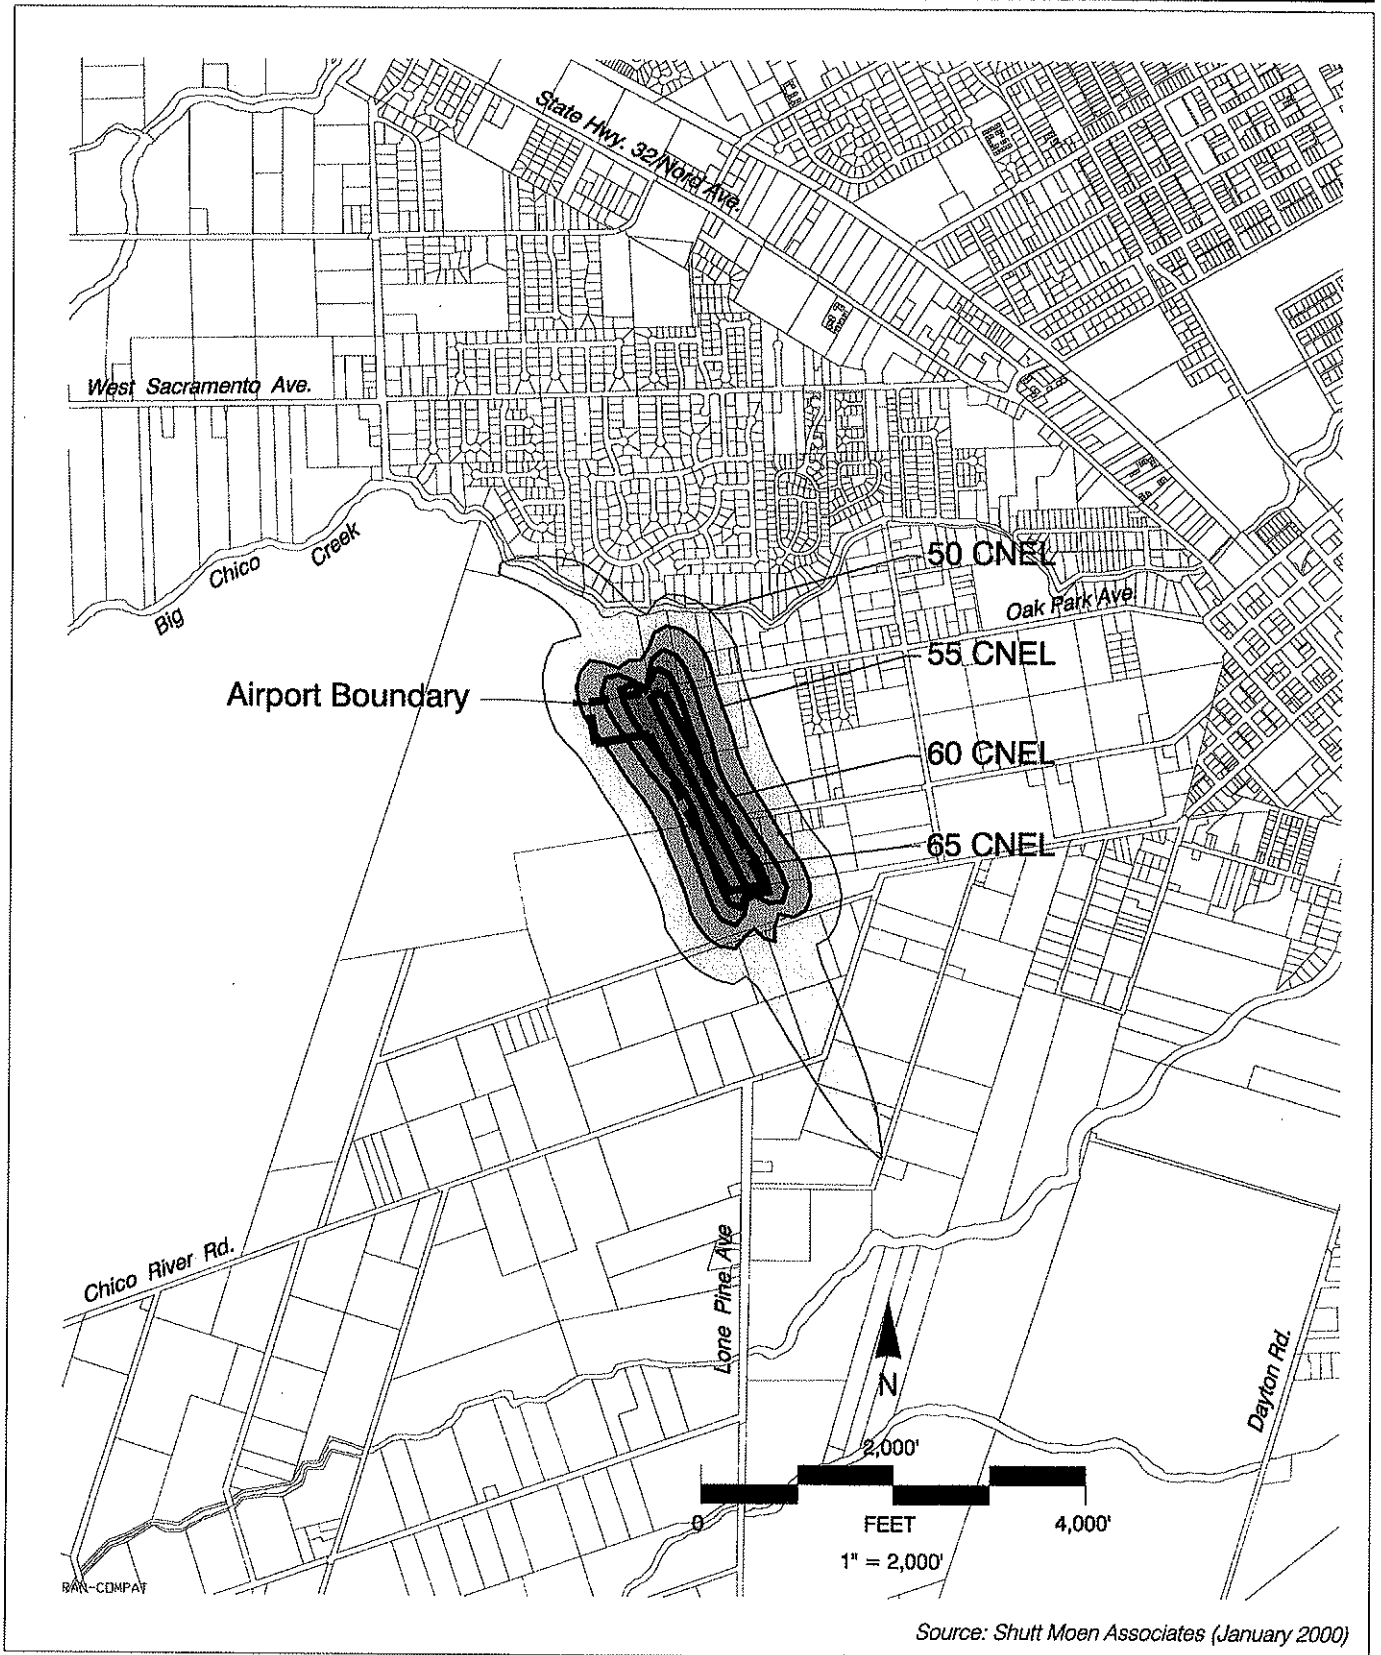 State Hwy. 32/Nord Ave.
West Sacramento Ave.
Big Chico Creek
50 CNEL
Oak Park Ave.
55 CNEL
Airport Boundary
60 CNEL
65 CNEL
Chico River Rd.
Lone Pine Ave
N
Dayton Rd.
2,000'
0
FEET
4,000'
1" = 2,000'
RAN-COMPAT
Source: Shutt Moen Associates (January 2000)